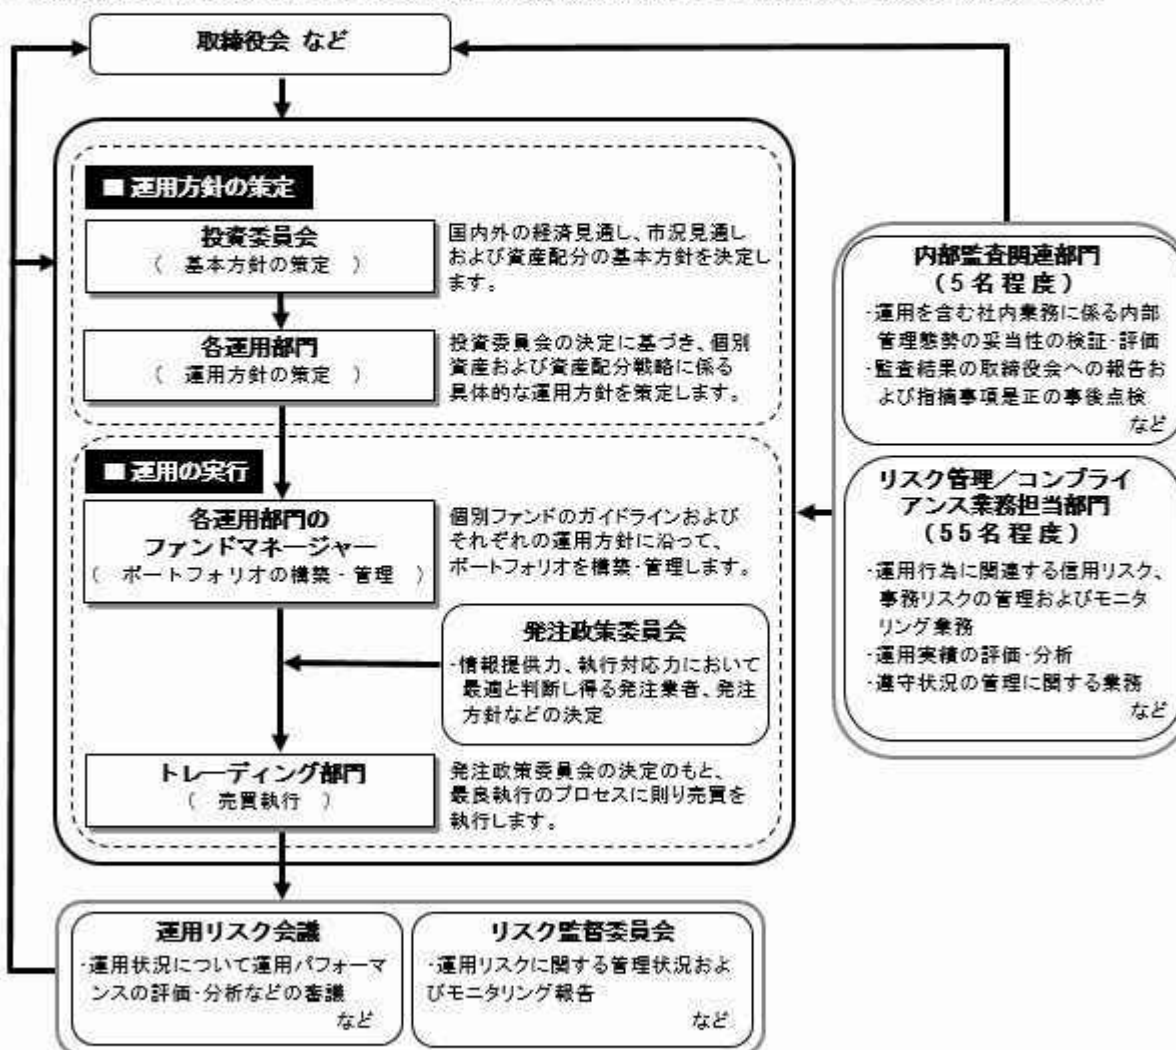 取締役会 など
■ 運用方針の策定
投資委員会
( 基本方針の策定 )
国内外の経済見通し、市況見通し
および資産配分の基本方針を決定し
ます。
各運用部門
( 運用方針の策定 )
投資委員会の決定に基づき、個別
資産および資産配分戦略に係る
具体的な運用方針を策定します。
■ 運用の実行
各運用部門の
ファンドマネージャー
( ポートフォリオの構築・管理 )
個別ファンドのガイドラインおよび
それぞれの運用方針に沿って、
ポートフォリオを構築・管理します。
発注政策委員会
・情報提供力、執行対応力において
最適と判断し得る発注業者、発注
方針などの決定
トレーディング部門
( 売買執行 )
発注政策委員会の決定のもと、
最良執行のプロセスに則り売買を
執行します。
内部監査関連部門
(5名程度)
・運用を含む社内業務に係る内部
管理態勢の妥当性の検証・評価
・監査結果の取締役会への報告お
よび指摘事項是正の事後点検
など
リスク管理/コンプライ
アンス業務担当部門
(55名程度)
・運用行為に関連する信用リスク、
事務リスクの管理およびモニタ
リング業務
・運用実績の評価・分析
・遵守状況の管理に関する業務
など
運用リスク会議
・運用状況について運用パフォーマ
ンスの評価・分析などの審議
など
リスク監督委員会
・運用リスクに関する管理状況およ
びモニタリング報告
など